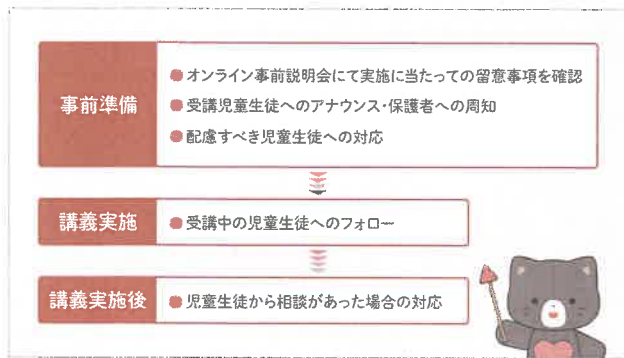 事前準備
●オンライン事前説明会にて実施に当たっての留意事項を確認
●受講児童生徒へのアナウンス・保護者への周知
●配慮すべき児童生徒への対応
講義実施
●受講中の児童生徒へのフォロー
講義実施後
●児童生徒から相談があった場合の対応